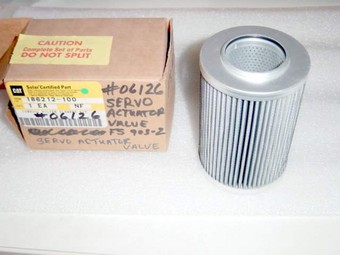 CAUTION
Complete Set of Parts
DO NOT SPLIT
CAT
Solar Certified Part
186212-100
1 EA NF
#06126
#06126
SERVO
ACTUATOR
VALUE
FS 903-2
SERVO ACTUATOR
VALVE